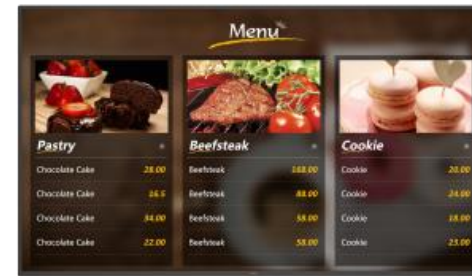 Menu
Pastry
Chocolate Cake 28.00
Chocolate Cake 16.5
Chocolate Cake 34.00
Chocolate Cake 22.00
Beefsteak
Beefsteak 168.00
Beefsteak 88.00
Beefsteak 58.00
Beefsteak 58.00
Cookie
Cookie 20.00
Cookie 24.00
Cookie 18.00
Cookie 23.00